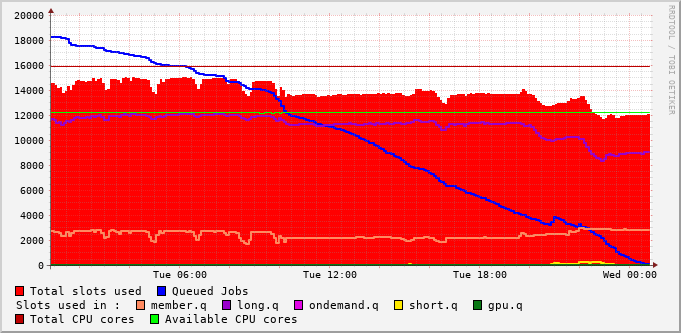 20000
18000
16000
14000
12000
10000
8000
6000
4000
2000
0
Tue 06:00 Tue 12:00 Tue 18:00 Wed 00:00
RRDTOOL / TOBI OETIKER
Total slots used Queued Jobs
Slots used in : member.q long.q ondemand.q short.q gpu.q
Total CPU cores Available CPU cores